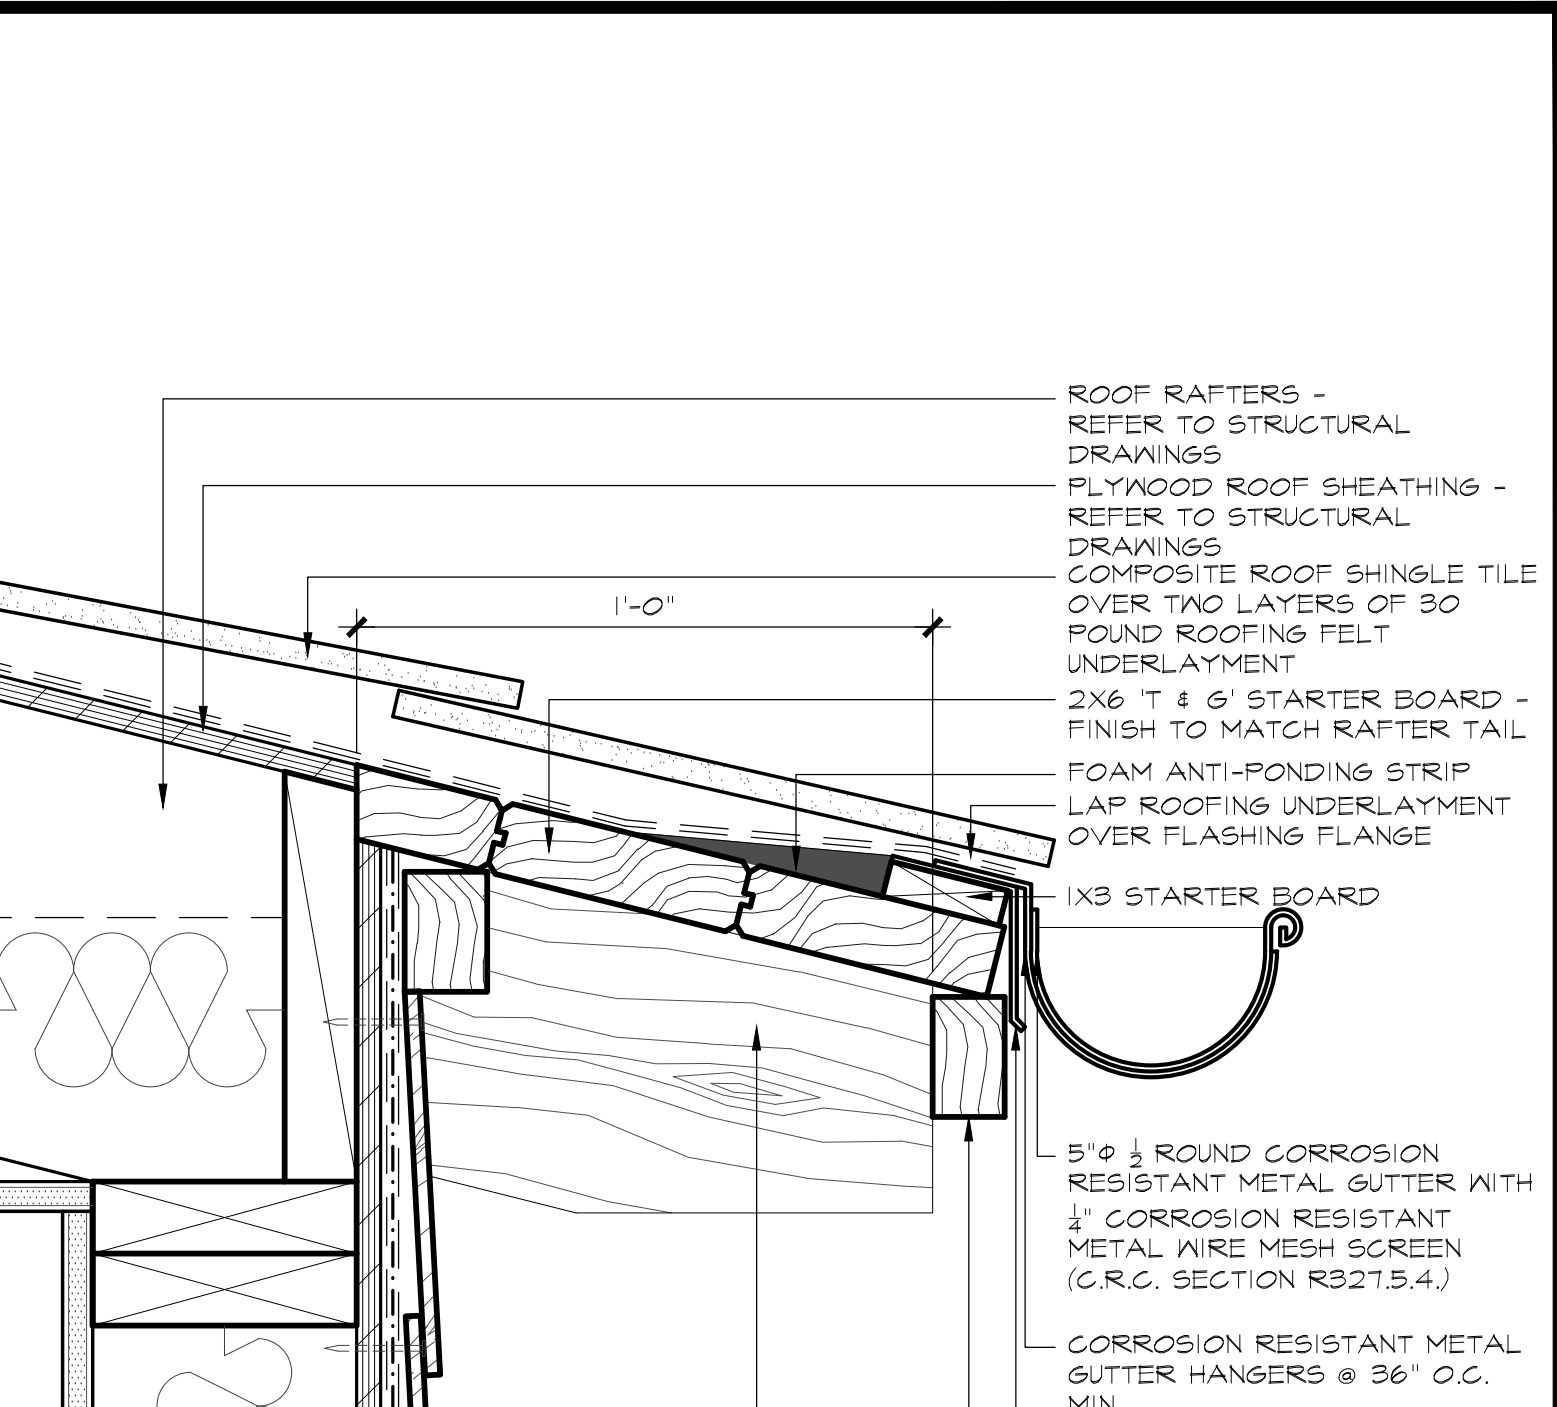 ROOF RAFTERS -
REFER TO STRUCTURAL
DRAWINGS
PLYWOOD ROOF SHEATHING -
REFER TO STRUCTURAL
DRAWINGS
COMPOSITE ROOF SHINGLE TILE
OVER TWO LAYERS OF 30
POUND ROOFING FELT
UNDERLAYMENT
1'-0"
2X6 'T & G' STARTER BOARD -
FINISH TO MATCH RAFTER TAIL
FOAM ANTI-PONDING STRIP
LAP ROOFING UNDERLAYMENT
OVER FLASHING FLANGE
1X3 STARTER BOARD
5"Φ 1/2 ROUND CORROSION
RESISTANT METAL GUTTER WITH
1/4" CORROSION RESISTANT
METAL WIRE MESH SCREEN
(C.R.C. SECTION R327.5.4.)
CORROSION RESISTANT METAL
GUTTER HANGERS @ 36" O.C.
MIN.